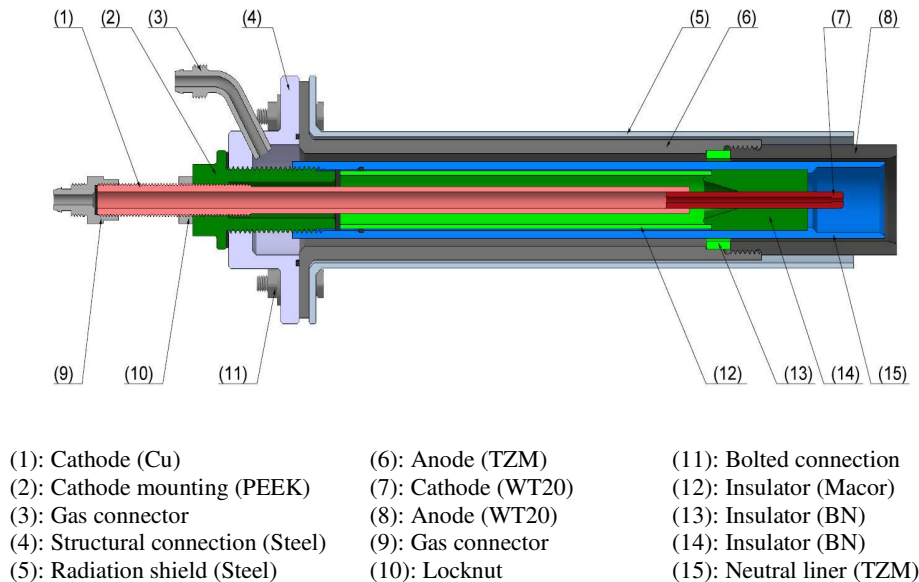 (1) (2) (3) (4) (5) (6) (7) (8)
(9) (10) (11) (12) (13) (14) (15)
(1): Cathode (Cu) (6): Anode (TZM) (11): Bolted connection
(2): Cathode mounting (PEEK) (7): Cathode (WT20) (12): Insulator (Macor)
(3): Gas connector (8): Anode (WT20) (13): Insulator (BN)
(4): Structural connection (Steel) (9): Gas connector (14): Insulator (BN)
(5): Radiation shield (Steel) (10): Locknut (15): Neutral liner (TZM)